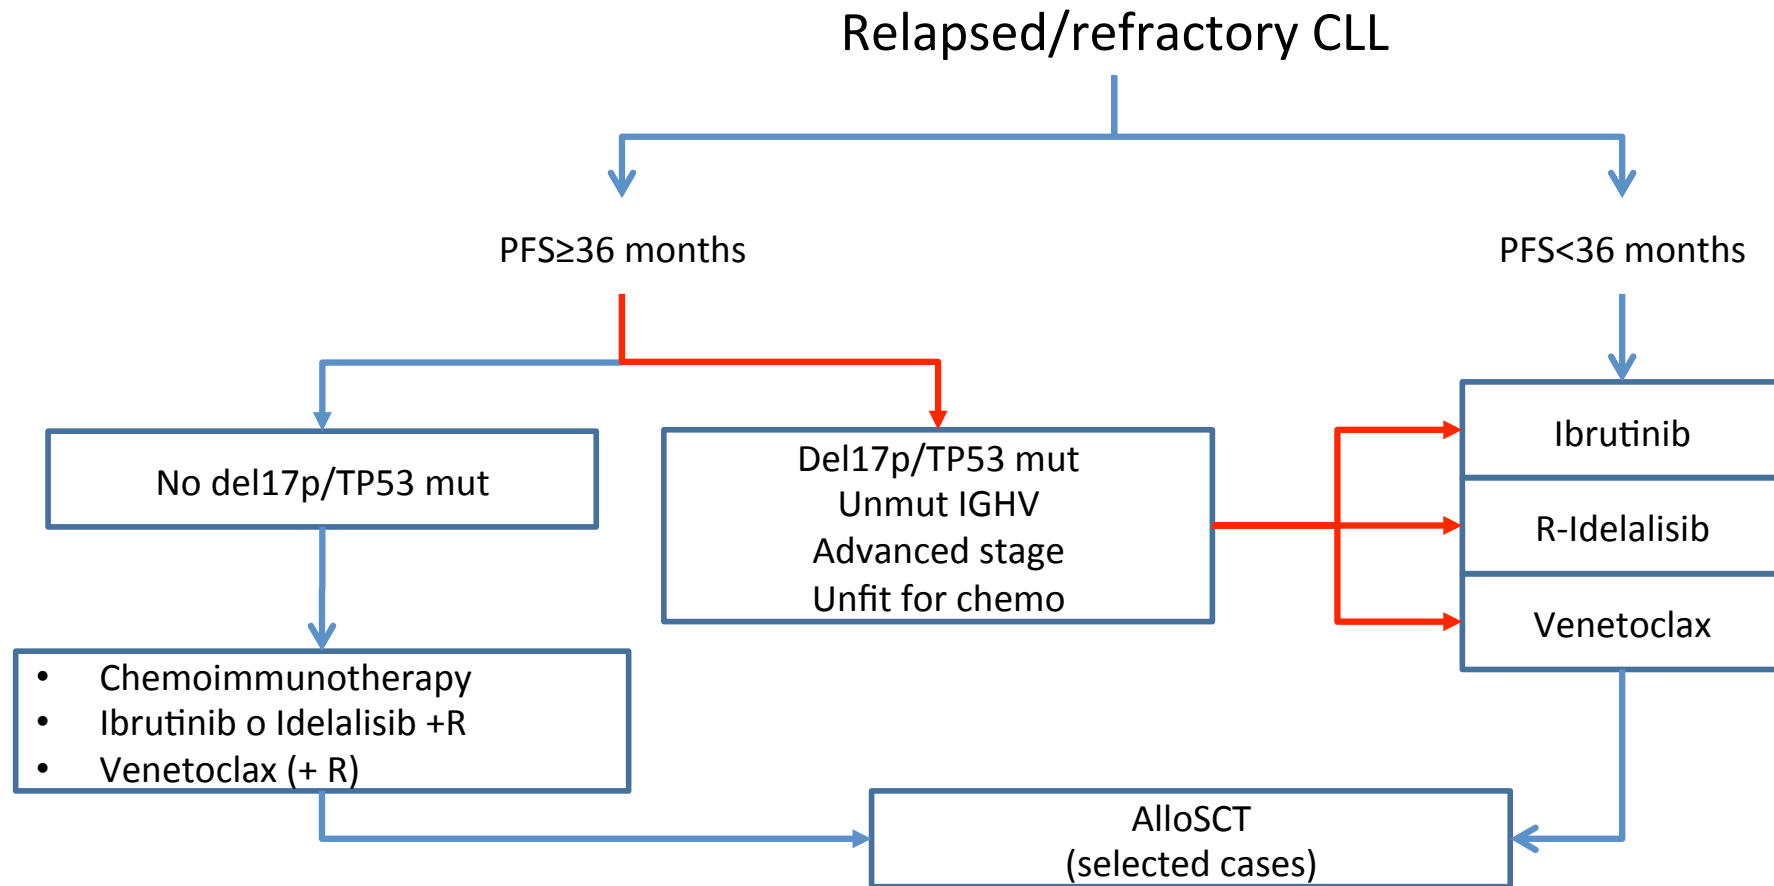 Relapsed/refractory CLL
PFS≥36 months
PFS<36 months
No del17p/TP53 mut
Del17p/TP53 mut
Unmut IGHV
Advanced stage
Unfit for chemo
Ibrutinib
R-Idelalisib
Venetoclax
• Chemoimmunotherapy
• Ibrutinib o Idelalisib +R
• Venetoclax (+ R)
AlloSCT
(selected cases)